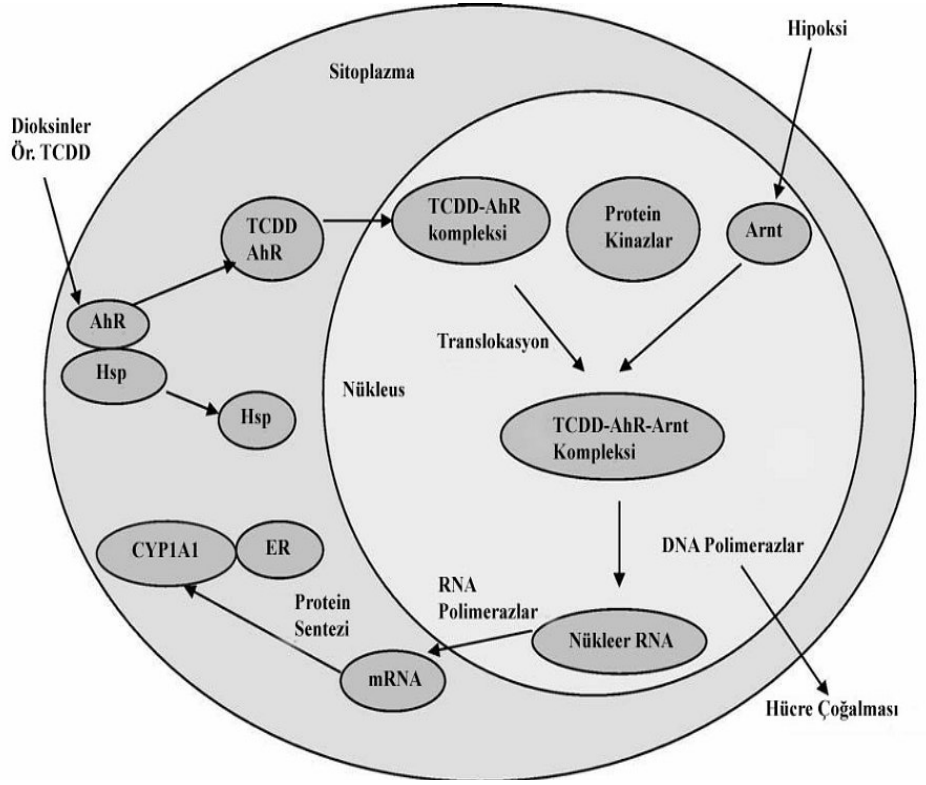 Hipoksi
Sitoplazma
Dioksinler
Ör. TCDD
TCDD
AhR
TCDD-AhR
kompleksi
Protein
Kinazlar
Arnt
AhR
Hsp
Hsp
Translokasyon
Nükleus
TCDD-AhR-Arnt
Kompleksi
CYP1A1
ER
DNA Polimerazlar
RNA
Polimerazlar
Protein
Sentezi
Nükleer RNA
mRNA
Hücre Çoğalması